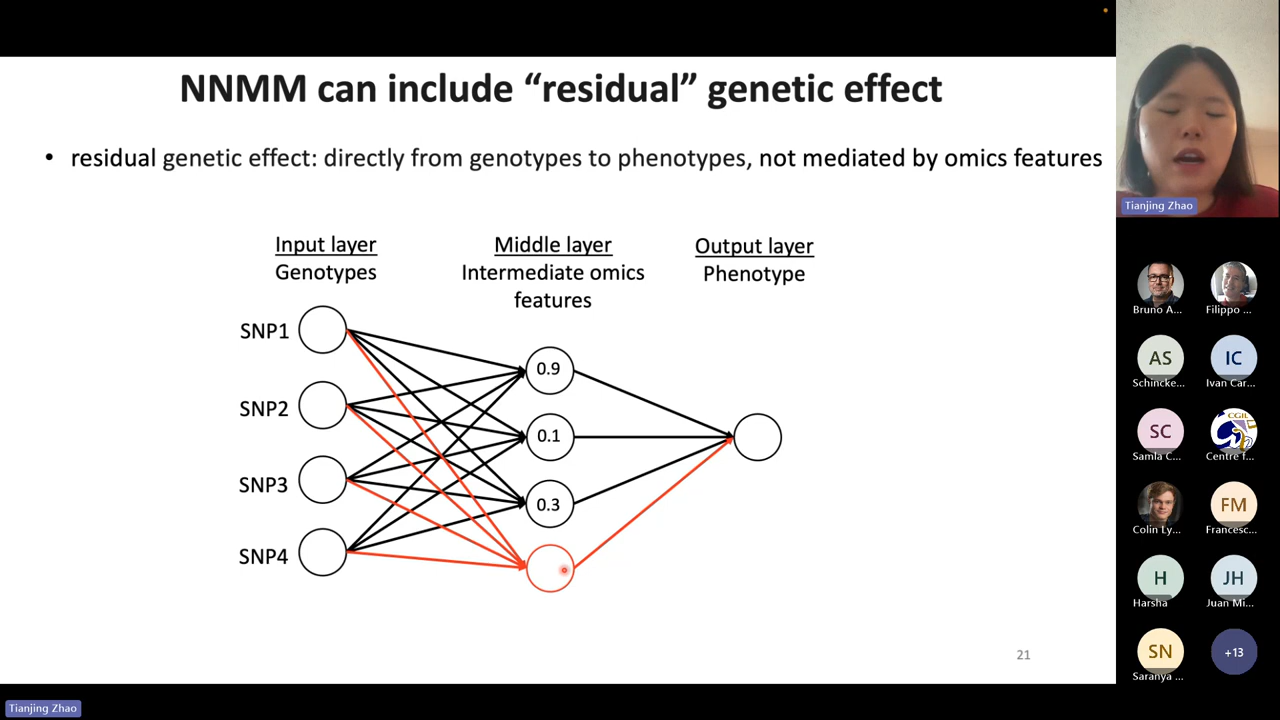 NNMM can include “residual” genetic effect
• residual genetic effect: directly from genotypes to phenotypes, not mediated by omics features
Input layer
Genotypes
Middle layer
Intermediate omics
features
Output layer
Phenotype
SNP1
SNP2
SNP3
SNP4
0.9
0.1
0.3
21
Tianjing Zhao
Tianjing Zhao
Bruno A...
Filippo ...
AS
Schincke...
IC
Ivan Car...
SC
Samla C...
CGIL
Centre f...
Colin Ly...
FM
Francesc...
H
Harsha
JH
Juan Mi...
SN
Saranya ...
+13